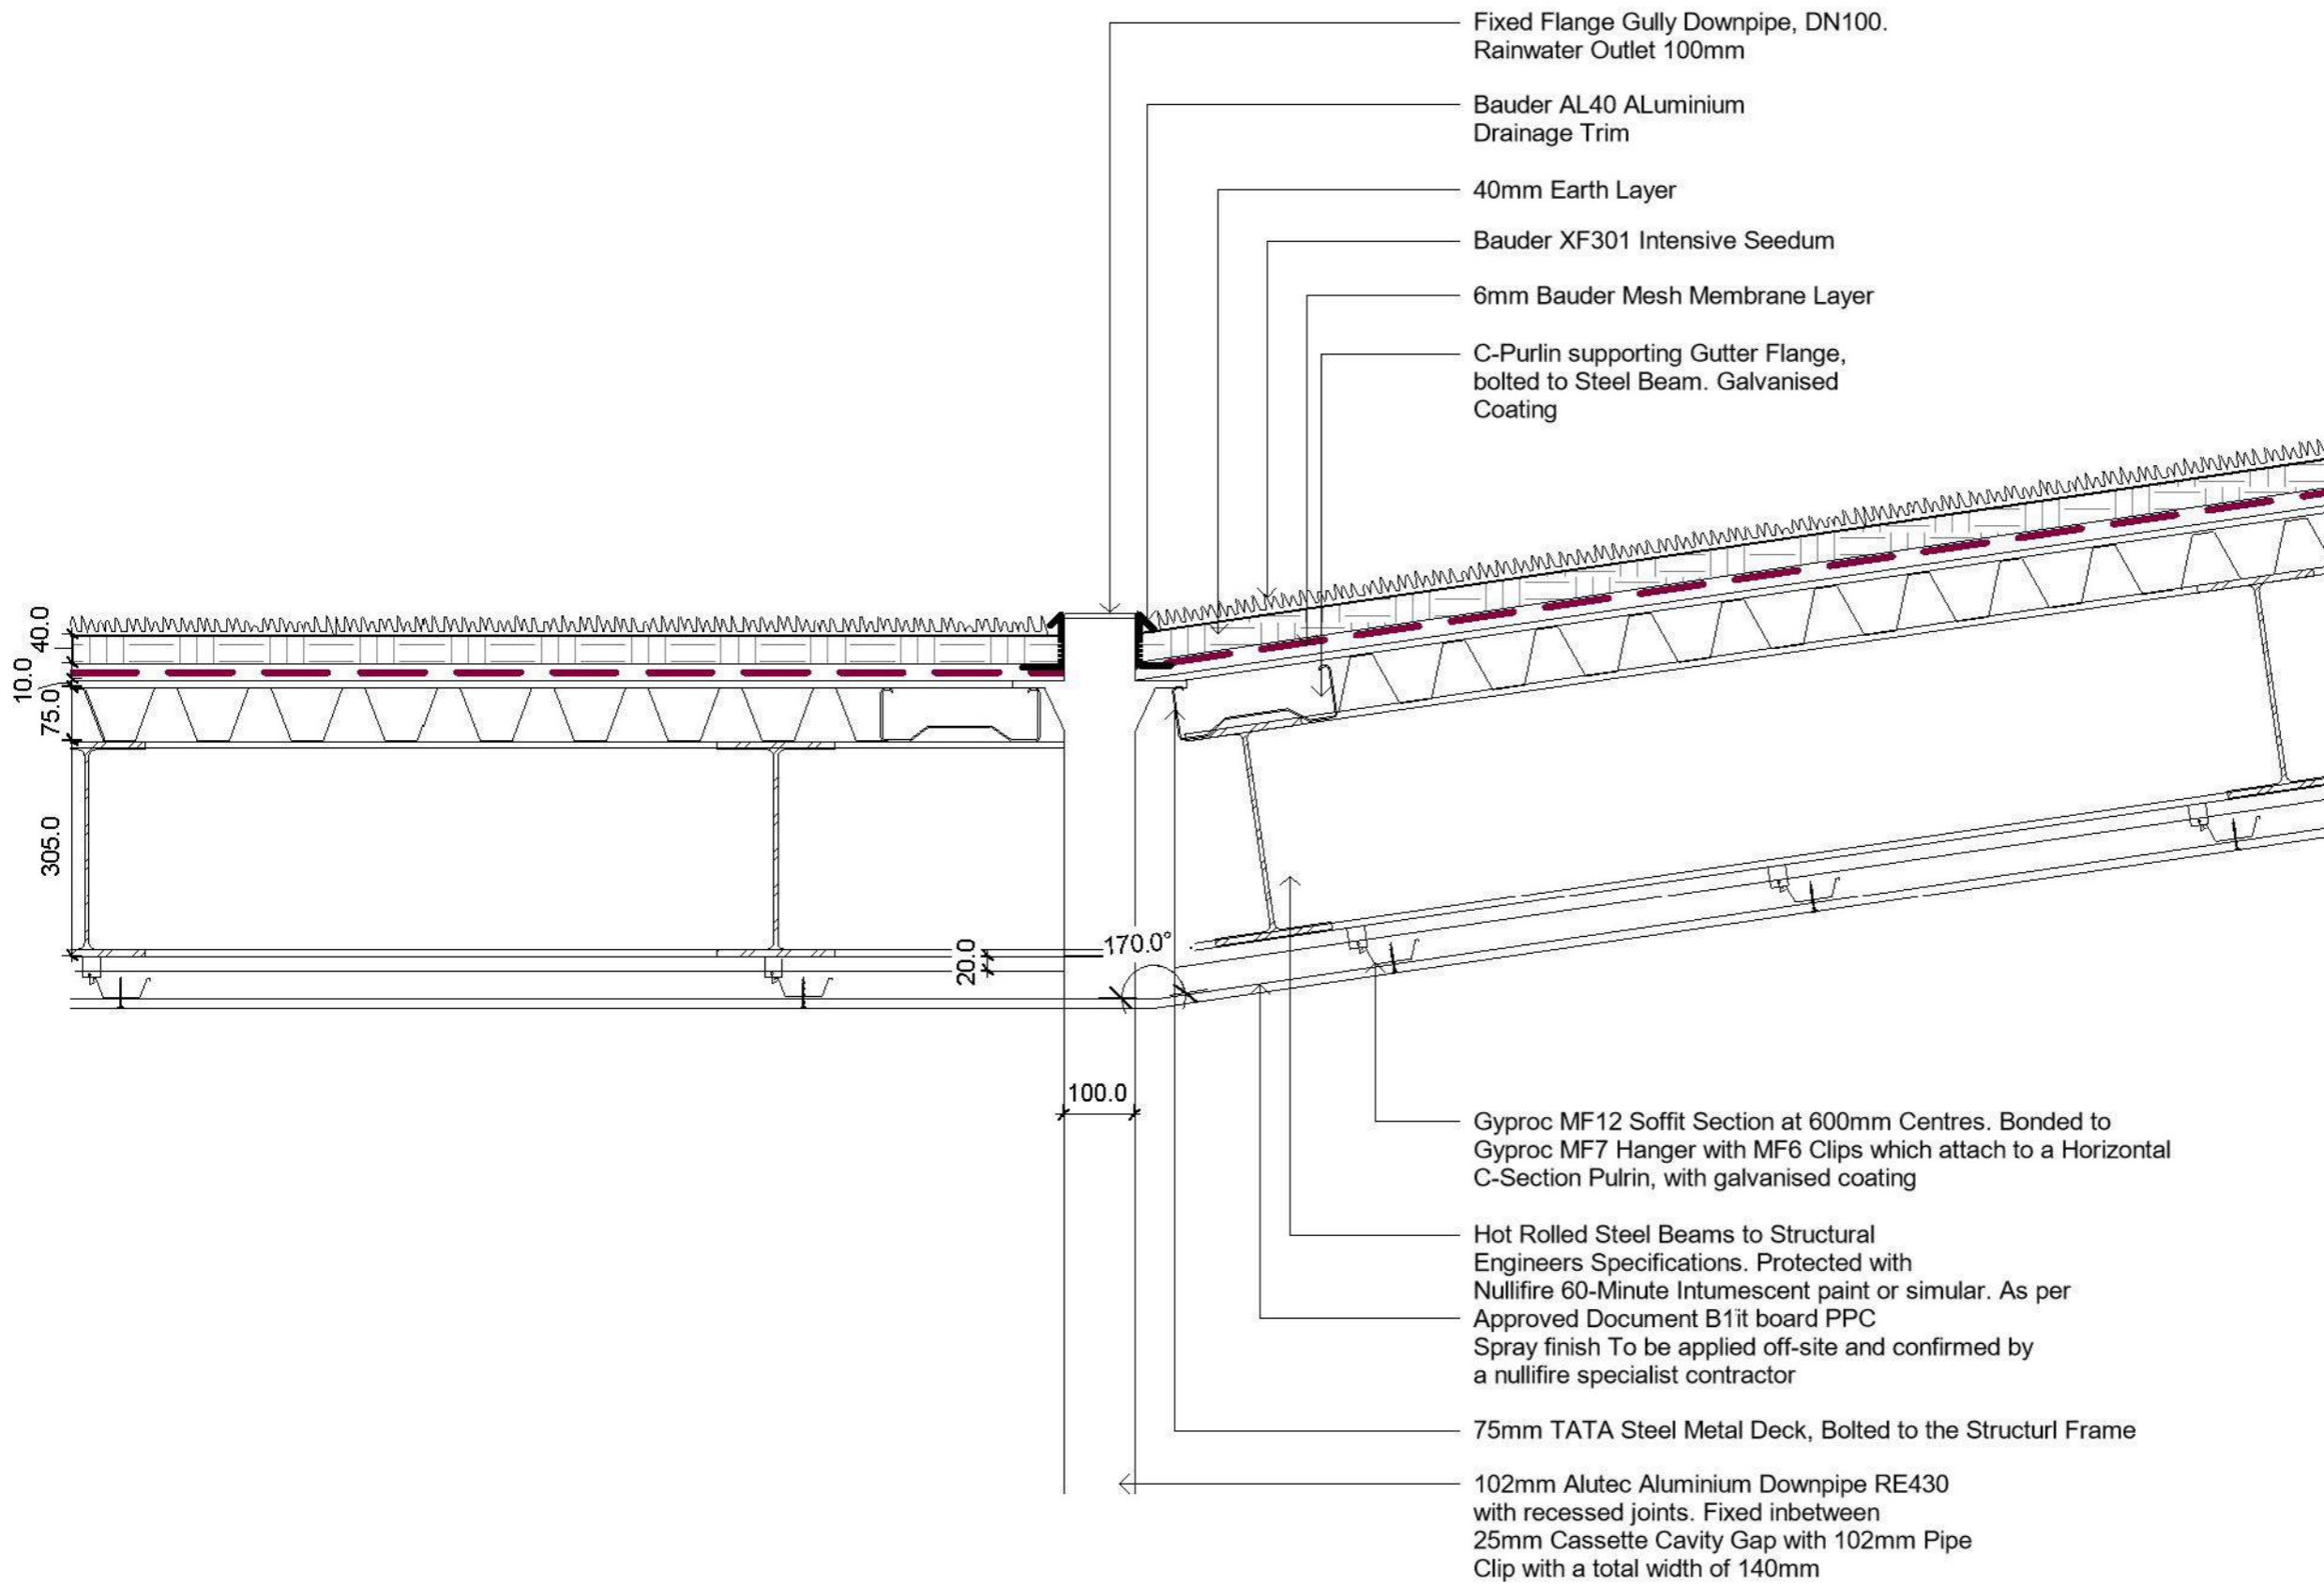 Fixed Flange Gully Downpipe, DN100.
Rainwater Outlet 100mm
Bauder AL40 ALuminium
Drainage Trim
40mm Earth Layer
Bauder XF301 Intensive Seedum
6mm Bauder Mesh Membrane Layer
C-Purlin supporting Gutter Flange,
bolted to Steel Beam. Galvanised
Coating
40.0
10.0
75.0
305.0
20.0
170.0°
100.0
Gyproc MF12 Soffit Section at 600mm Centres. Bonded to
Gyproc MF7 Hanger with MF6 Clips which attach to a Horizontal
C-Section Pulrin, with galvanised coating
Hot Rolled Steel Beams to Structural
Engineers Specifications. Protected with
Nullifire 60-Minute Intumescent paint or simular. As per
Approved Document B1it board PPC
Spray finish To be applied off-site and confirmed by
a nullifire specialist contractor
75mm TATA Steel Metal Deck, Bolted to the Structurl Frame
102mm Alutec Aluminium Downpipe RE430
with recessed joints. Fixed inbetween
25mm Cassette Cavity Gap with 102mm Pipe
Clip with a total width of 140mm